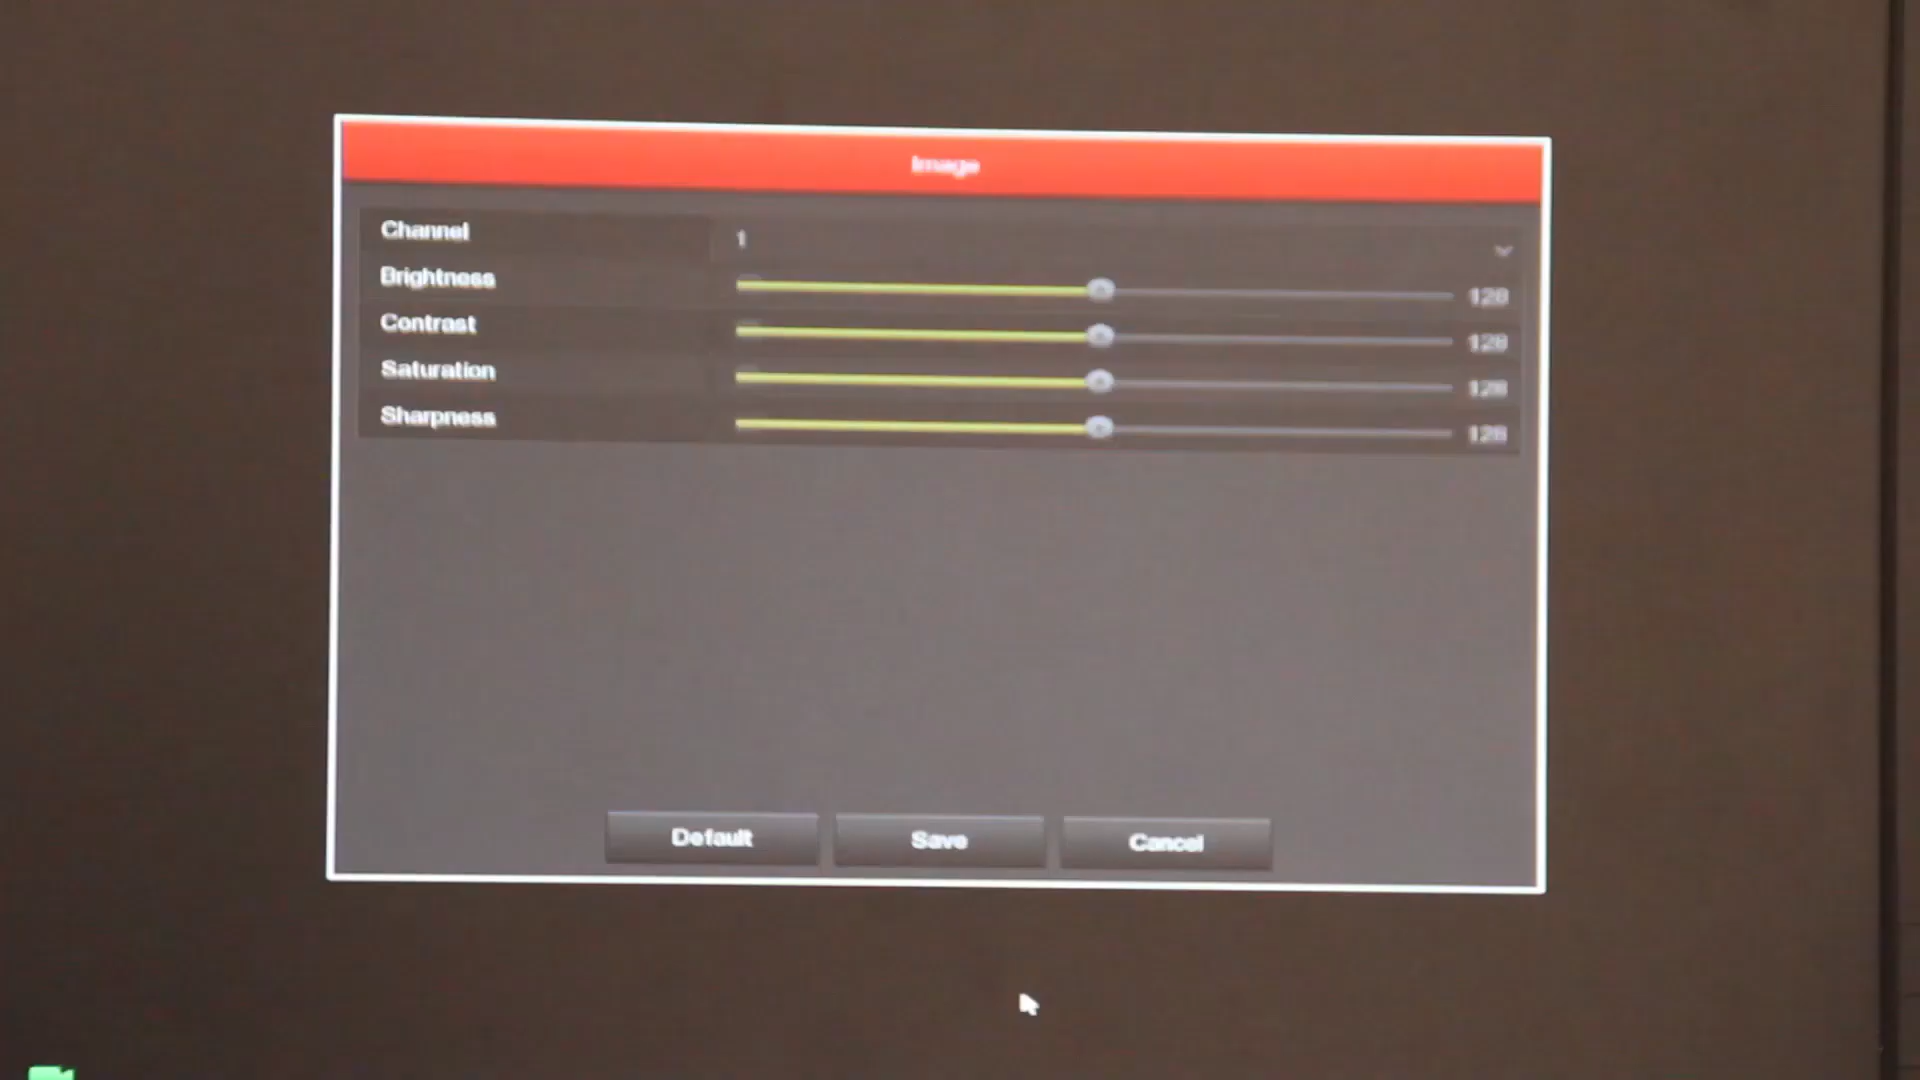 Image
Channel 1
Brightness 128
Contrast 128
Saturation 128
Sharpness 128
Default Save Cancel